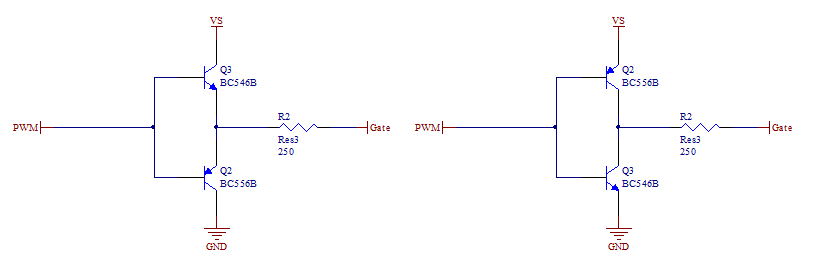 VS
Q3
BC546B
PWM
R2
Gate
Res3
250
Q2
BC556B
GND
VS
Q2
BC556B
PWM
R2
Gate
Res3
250
Q3
BC546B
GND